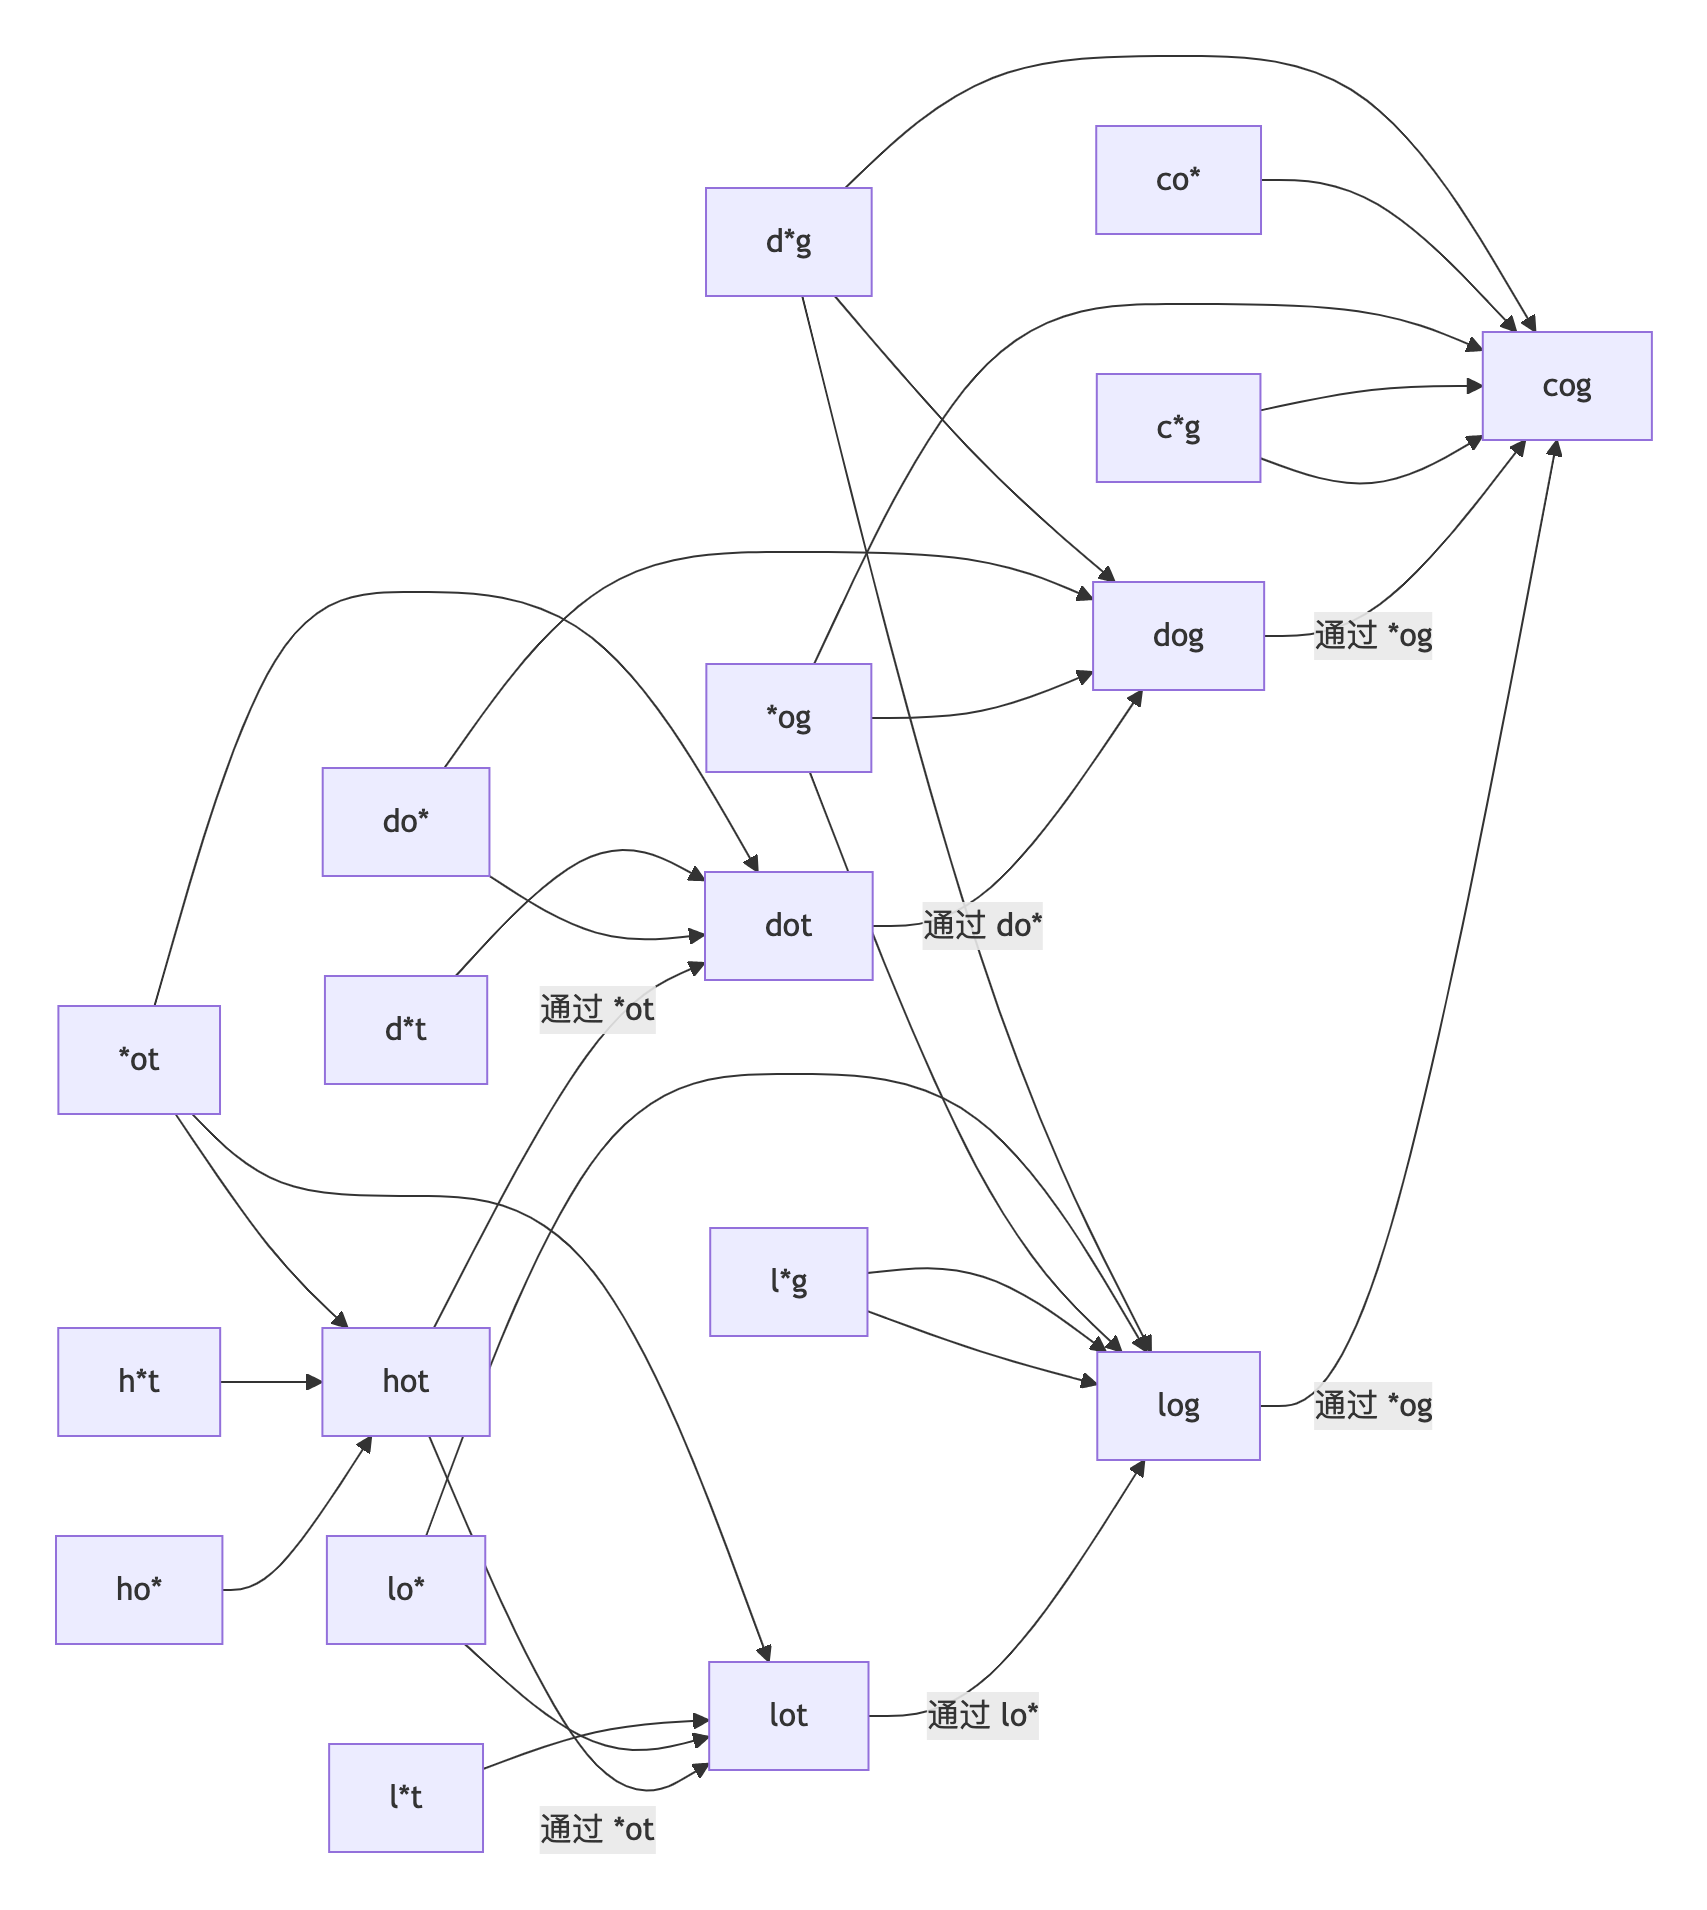 co*
d*g
cog
c*g
dog
通过 *og
*og
do*
dot
通过 do*
通过 *ot
d*t
*ot
l*g
h*t
hot
log
通过 *og
ho*
lo*
lot
通过 lo*
l*t
通过 *ot